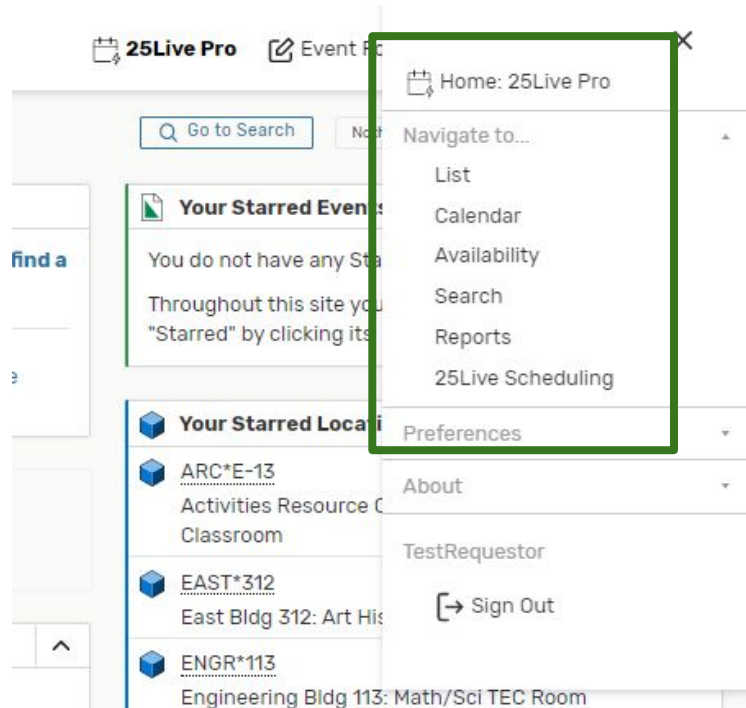 25Live Pro
Event Fo
Go to Search
find a
Your Starred Events
You do not have any Sta
Throughout this site you
"Starred" by clicking its
Your Starred Locati
ARC*E-13
Activities Resource C
Classroom
EAST*312
East Bldg 312: Art His
ENGR*113
Engineering Bldg 113: Math/Sci TEC Room
Home: 25Live Pro
Navigate to...
List
Calendar
Availability
Search
Reports
25Live Scheduling
Preferences
About
TestRequestor
Sign Out